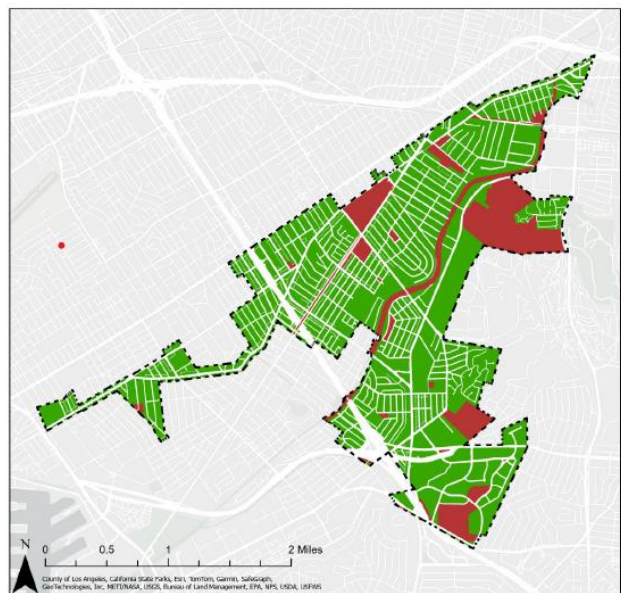 N
0 0.5 1 2 Miles
County of Los Angeles, California State Parks, Esri, TomTom, Garmin, SafeGraph,
GeoTechnologies, Inc, METI/NASA, USGS, Bureau of Land Management, EPA, NPS, USDA, USFWS